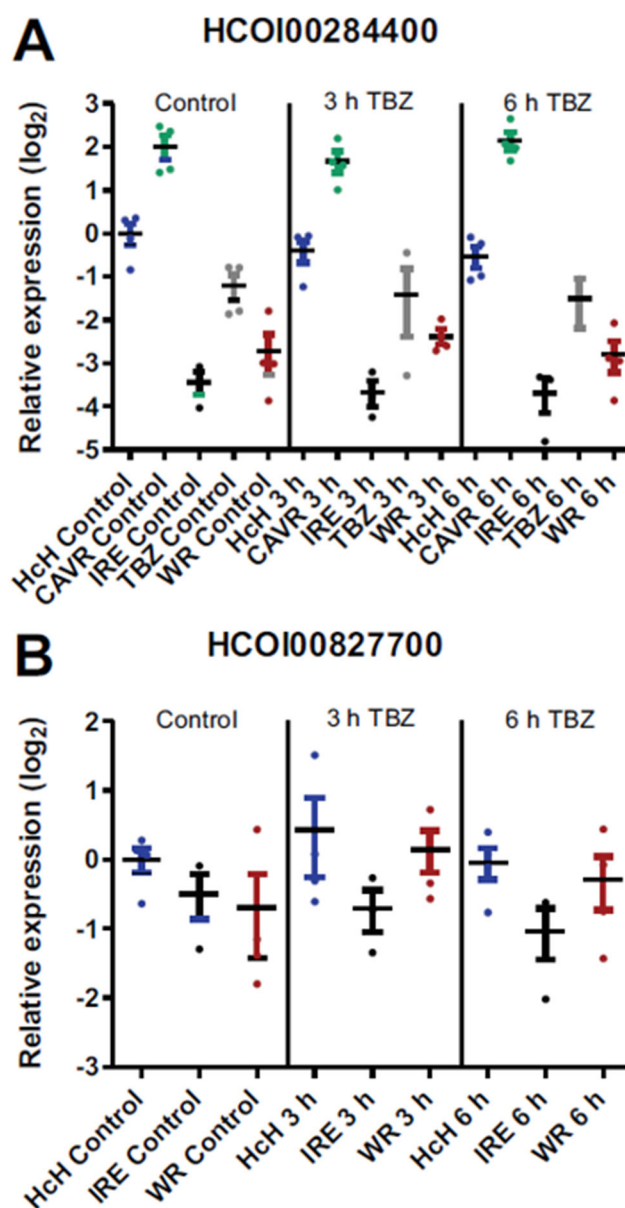 A
HCOI00284400
Control
3 h TBZ
6 h TBZ
Relative expression (log2)
3
2
1
0
-1
-2
-3
-4
-5
HcH Control
CAVR Control
IRE Control
TBZ Control
WR Control
HcH 3 h
CAVR 3 h
IRE 3 h
TBZ 3 h
WR 3 h
HcH 6 h
CAVR 6 h
IRE 6 h
TBZ 6 h
WR 6 h
B
HCOI00827700
Control
3 h TBZ
6 h TBZ
Relative expression (log2)
2
1
0
-1
-2
-3
HcH Control
IRE Control
WR Control
HcH 3 h
IRE 3 h
WR 3 h
HcH 6 h
IRE 6 h
WR 6 h